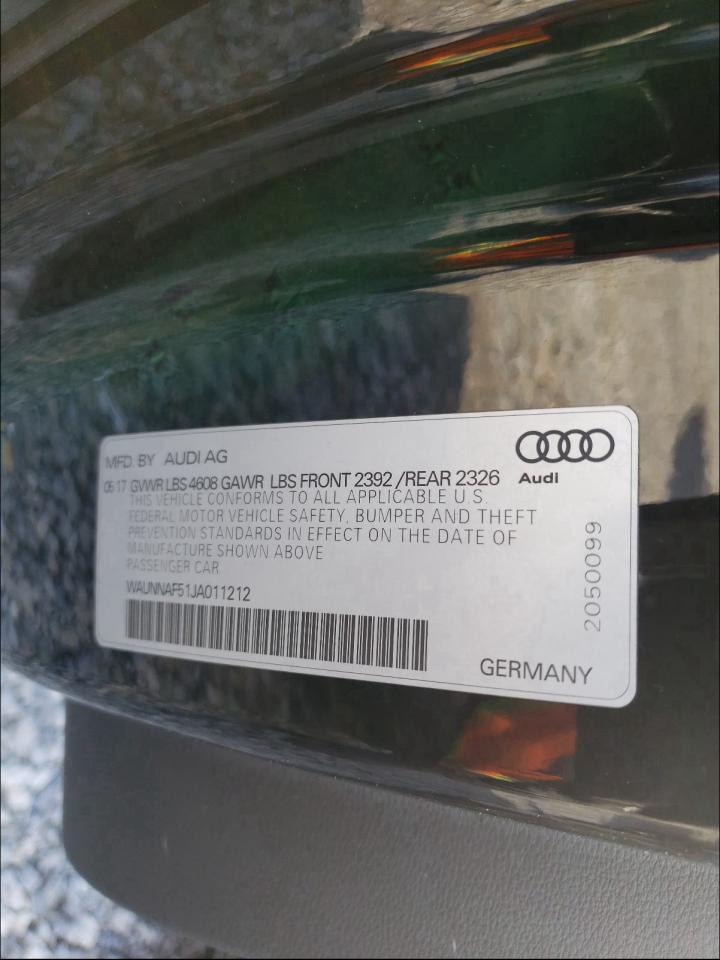 MFD. BY AUDI AG
05 17 GVWR LBS 4608 GAWR LBS FRONT 2392 /REAR 2326
THIS VEHICLE CONFORMS TO ALL APPLICABLE U.S.
FEDERAL MOTOR VEHICLE SAFETY, BUMPER AND THEFT
PREVENTION STANDARDS IN EFFECT ON THE DATE OF
MANUFACTURE SHOWN ABOVE
PASSENGER CAR
WAUNNAF51JA011212
Audi
2050099
GERMANY